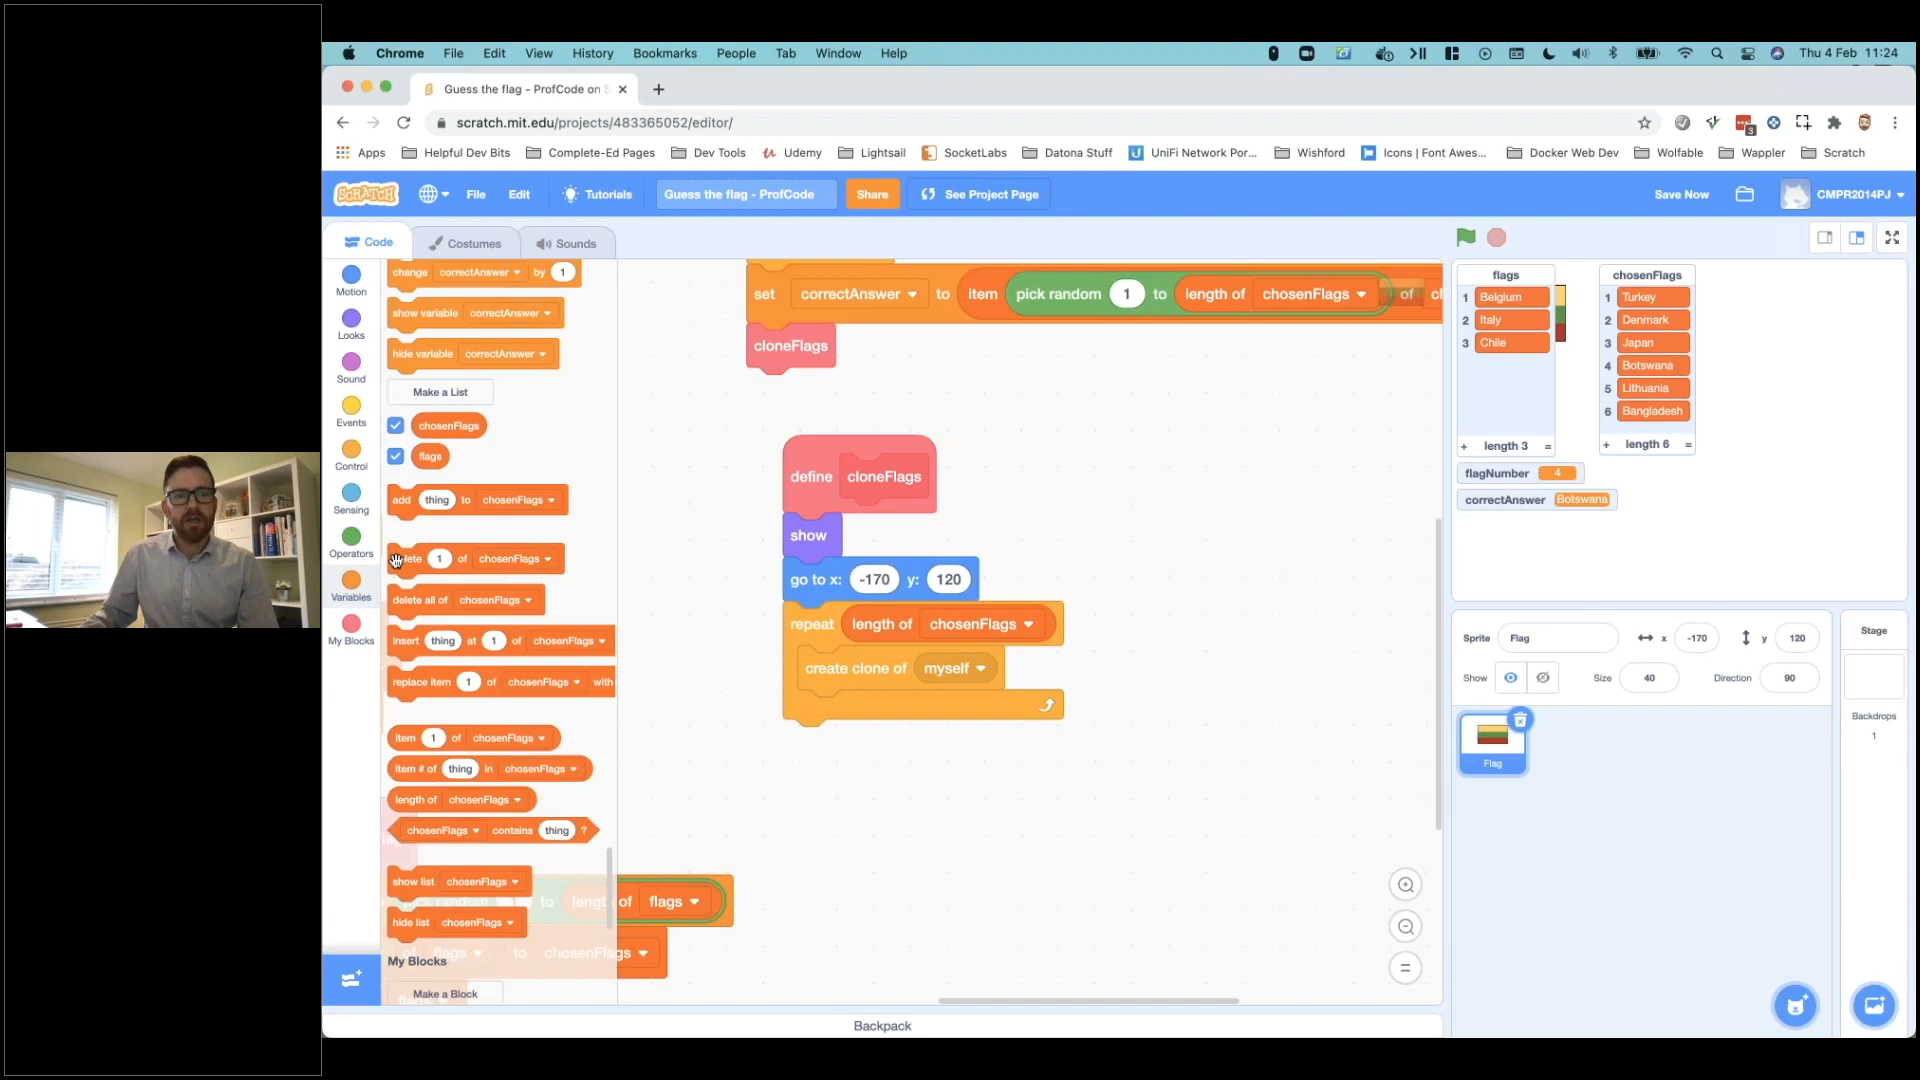 Chrome File Edit View History Bookmarks People Tab Window Help Thu 4 Feb 11:24
Guess the flag - ProfCode on S
scratch.mit.edu/projects/483365052/editor/
3
Apps Helpful Dev Bits Complete-Ed Pages Dev Tools Udemy Lightsail SocketLabs Datona Stuff UniFi Network Por... Wishford Icons | Font Awes... Docker Web Dev Wolfable Wappler Scratch
SCRATCH File Edit Tutorials Guess the flag - ProfCode Share See Project Page Save Now CMPR2014PJ
Code Costumes Sounds
Motion
Looks
Sound
Events
Control
Sensing
Operators
Variables
My Blocks
change correctAnswer by 1
show variable correctAnswer
hide variable correctAnswer
Make a List
chosenFlags
flags
add thing to chosenFlags
1 of chosenFlags
delete all of chosenFlags
insert thing at 1 of chosenFlags
replace item 1 of chosenFlags with
item 1 of chosenFlags
item # of thing in chosenFlags
length of chosenFlags
chosenFlags contains thing ?
show list chosenFlags
hide list chosenFlags
My Blocks
Make a Block
set correctAnswer to item pick random 1 to length of chosenFlags of
cloneFlags
define cloneFlags
show
go to x: -170 y: 120
repeat length of chosenFlags
create clone of myself
pick random to length of flags
of flags to chosenFlags
Backpack
flags
1 Belgium
2 Italy
3 Chile
+ length 3 =
chosenFlags
1 Turkey
2 Denmark
3 Japan
4 Botswana
5 Lithuania
6 Bangladesh
+ length 6 =
flagNumber 4
correctAnswer Botswana
Sprite Flag x -170 y 120
Show Size 40 Direction 90
Flag
Stage
Backdrops
1